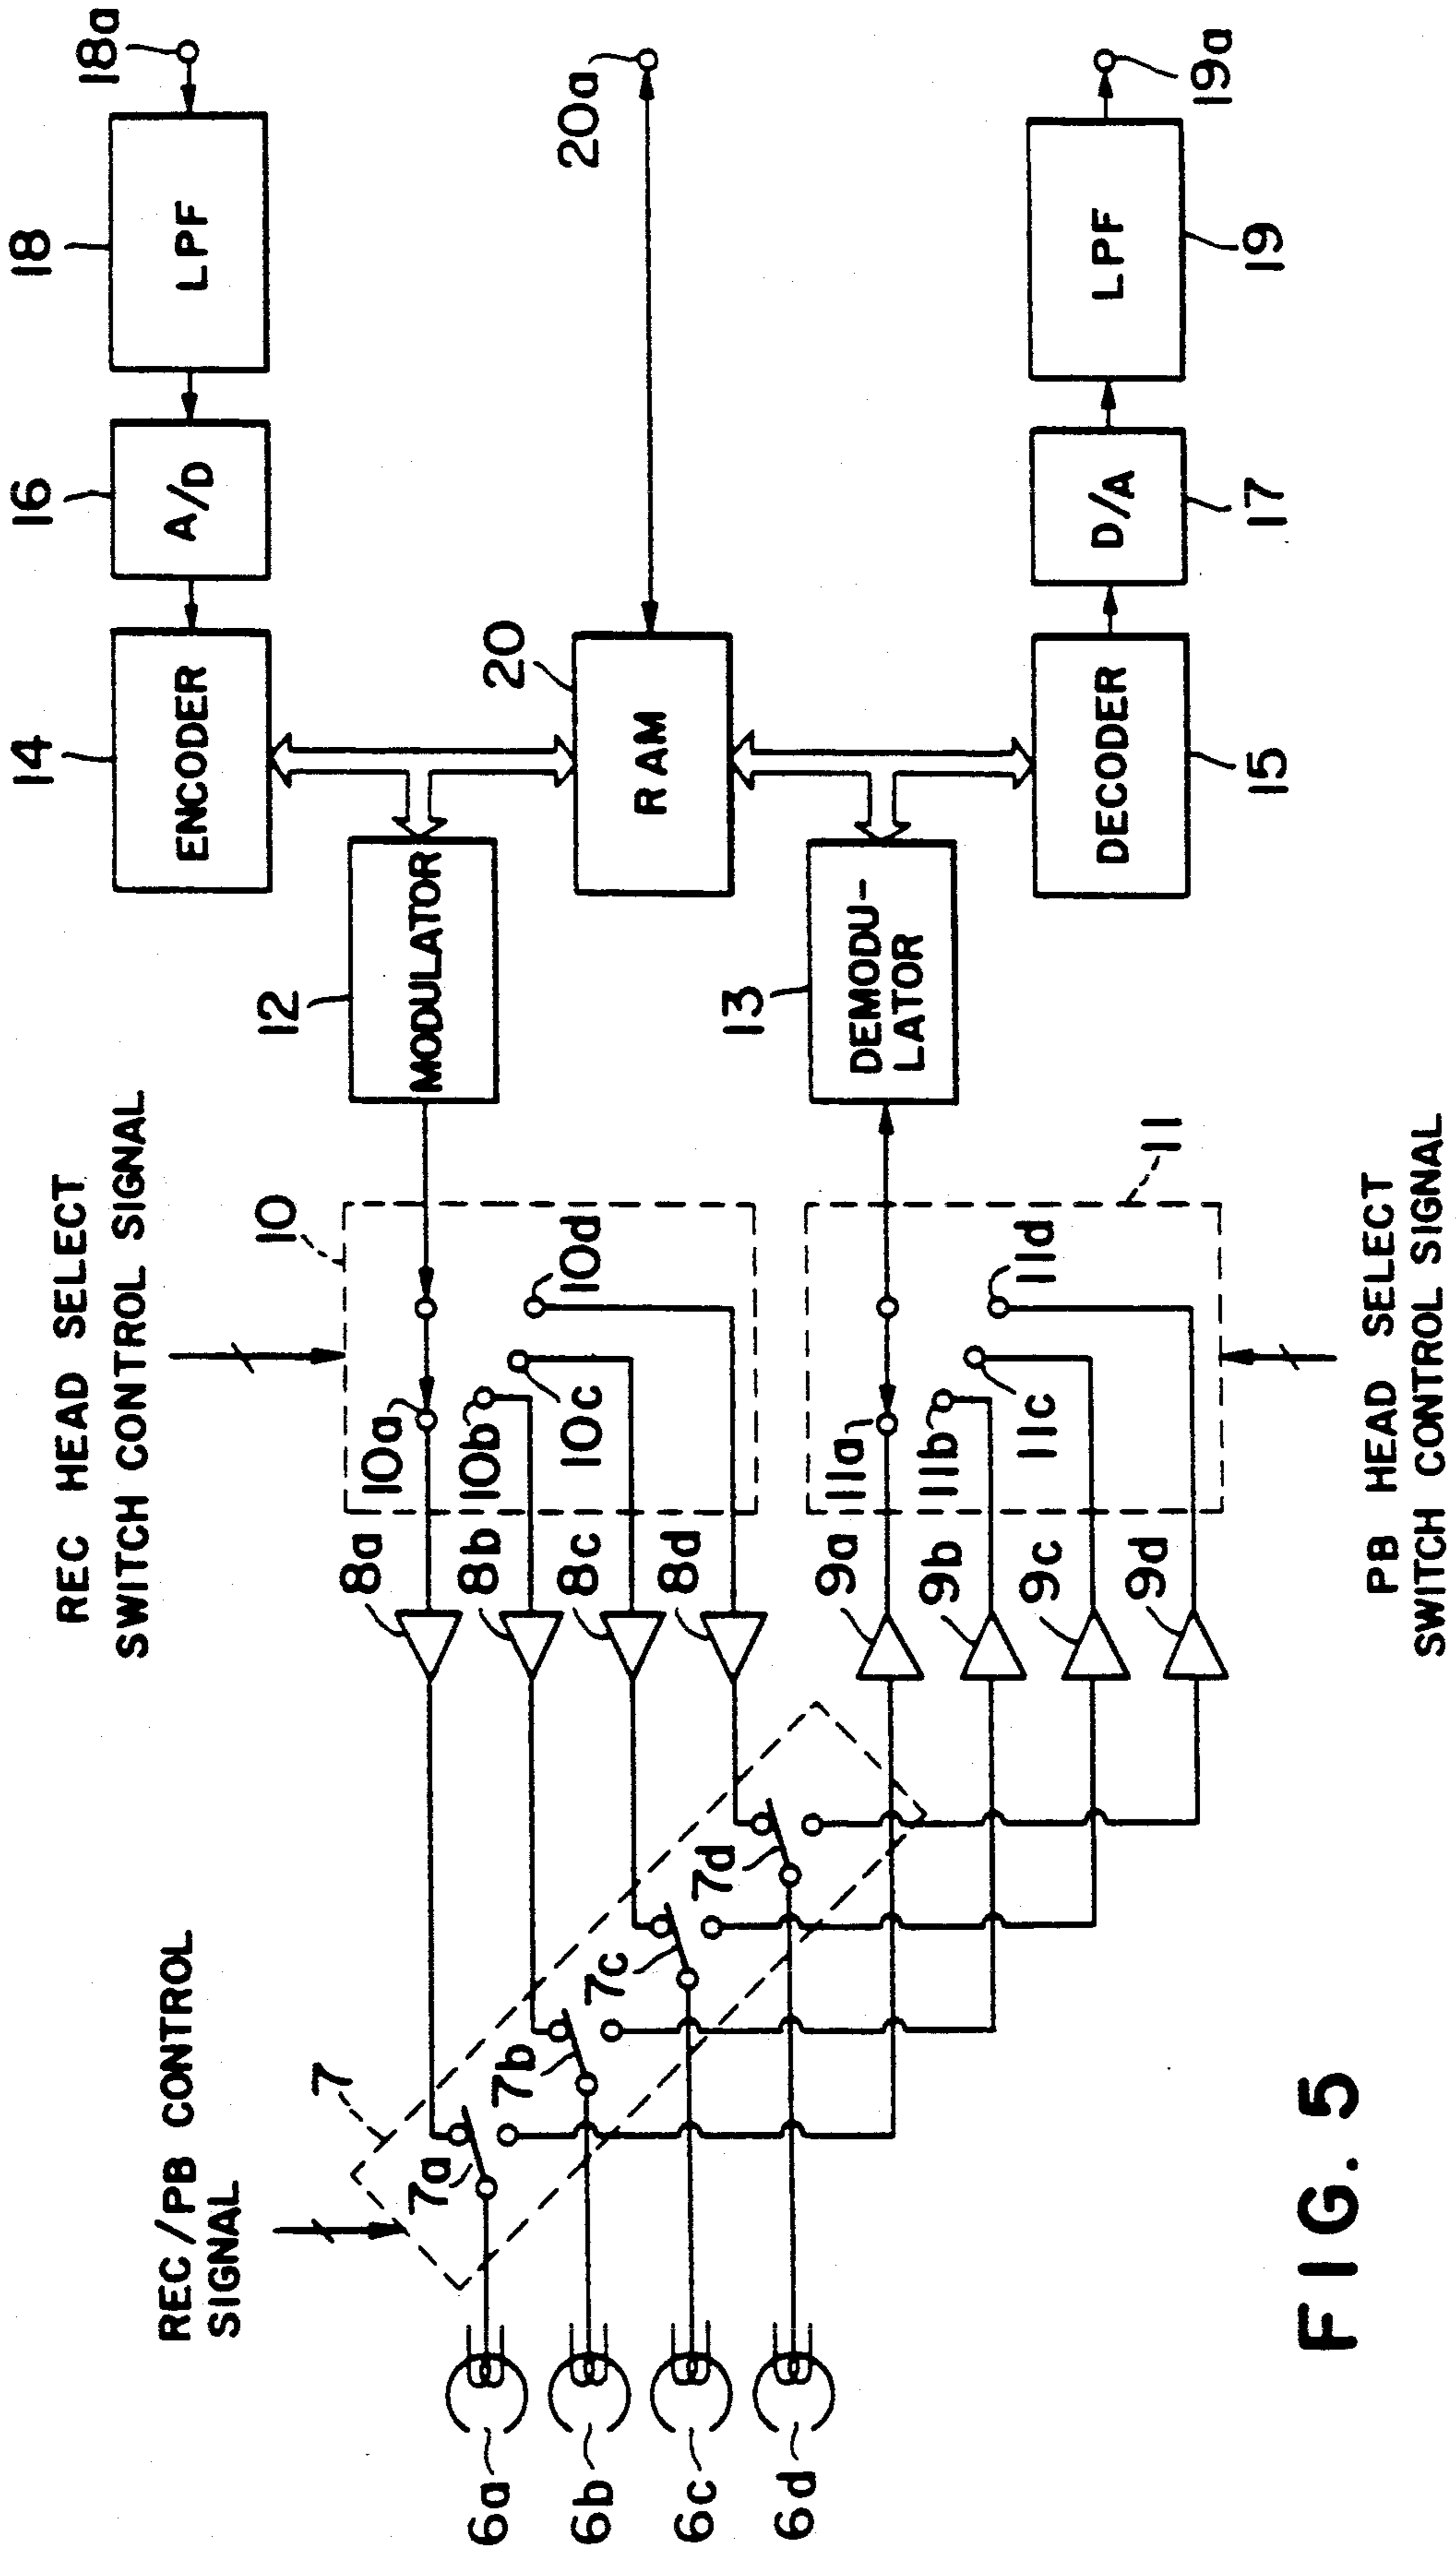 REC/PB CONTROL
SIGNAL
REC HEAD SELECT
SWITCH CONTROL SIGNAL
7
7a
7b
7c
7d
6a
6b
6c
6d
8a
8b
8c
8d
9a
9b
9c
9d
10
10a
10b
10c
10d
11
11a
11b
11c
11d
PB HEAD SELECT
SWITCH CONTROL SIGNAL
12
MODULATOR
13
DEMODU-
LATOR
14
ENCODER
16
A/D
18
LPF
18a
20
RAM
20a
15
DECODER
17
D/A
19
LPF
19a
FIG. 5